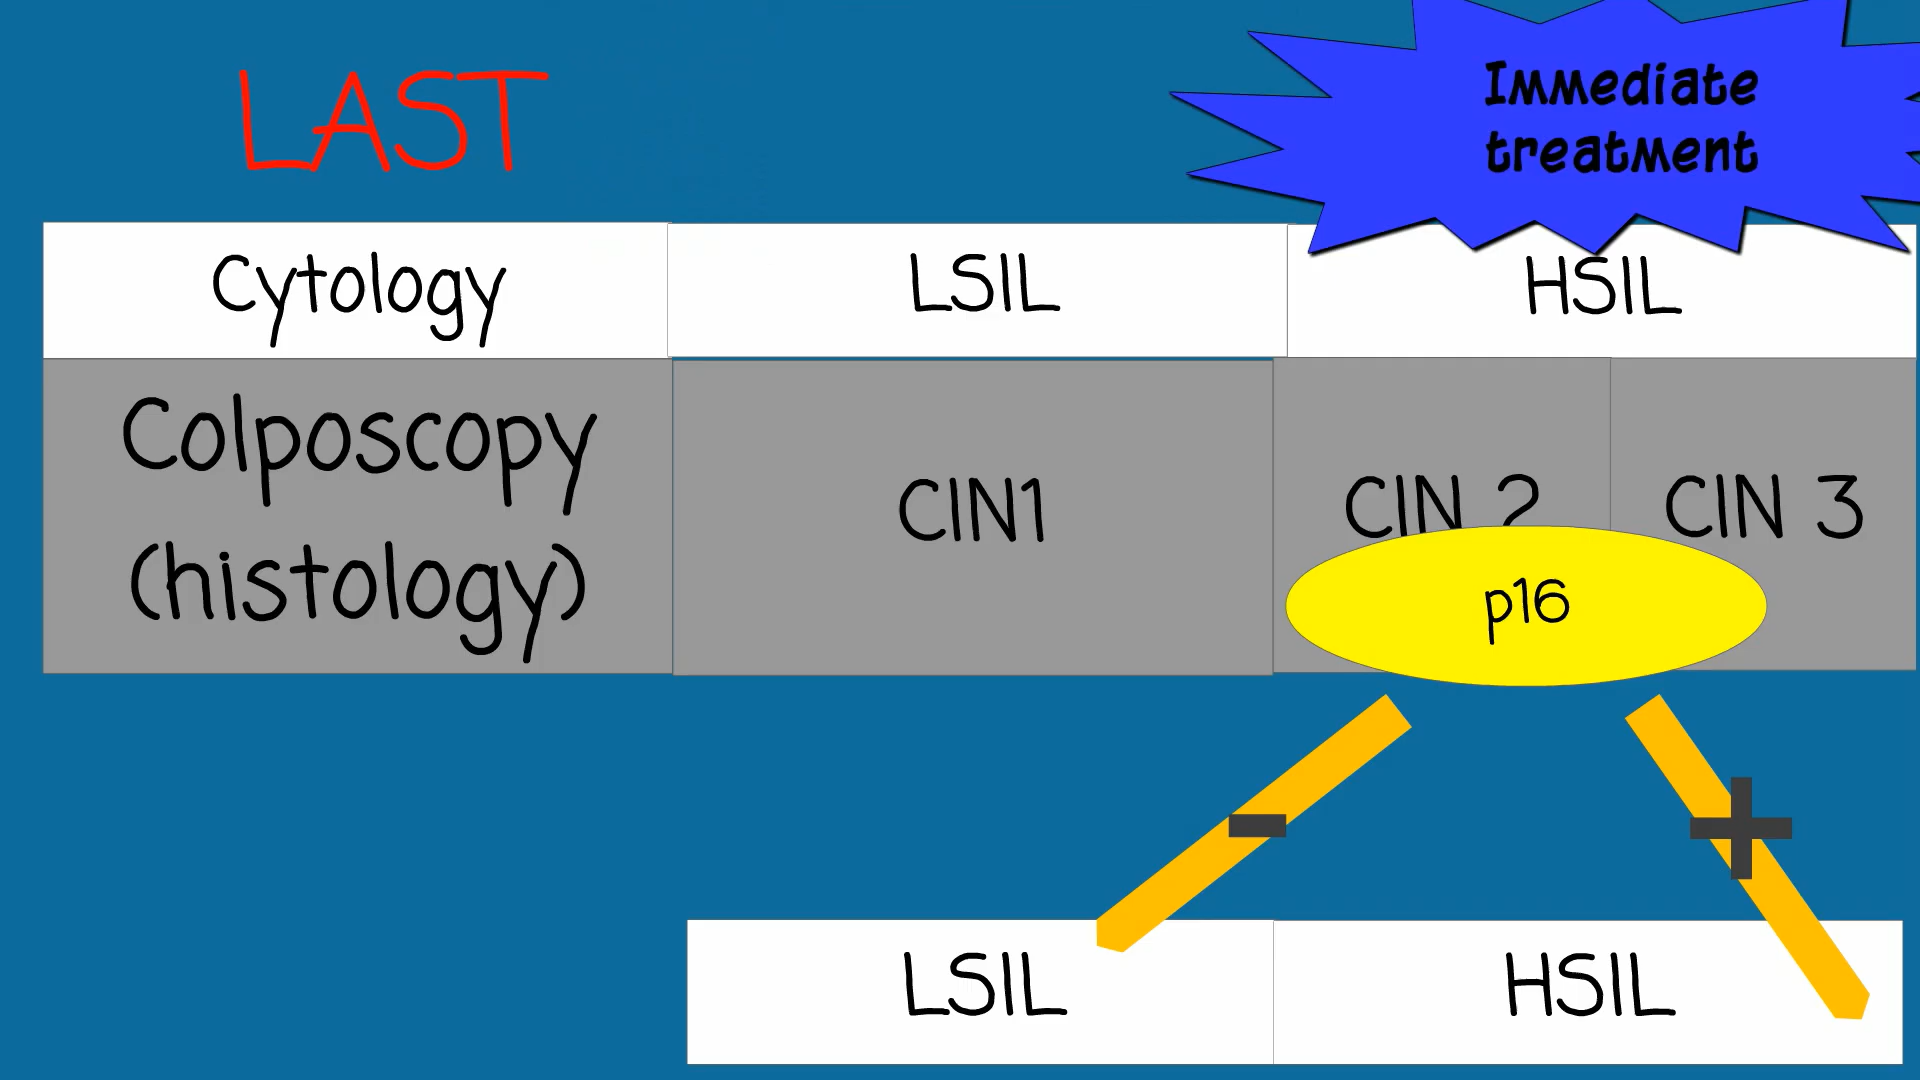 LAST
Immediate
treatment
Cytology
LSIL
HSIL
Colposcopy
(histology)
CIN1
CIN 2
CIN 3
p16
-
+
LSIL
HSIL